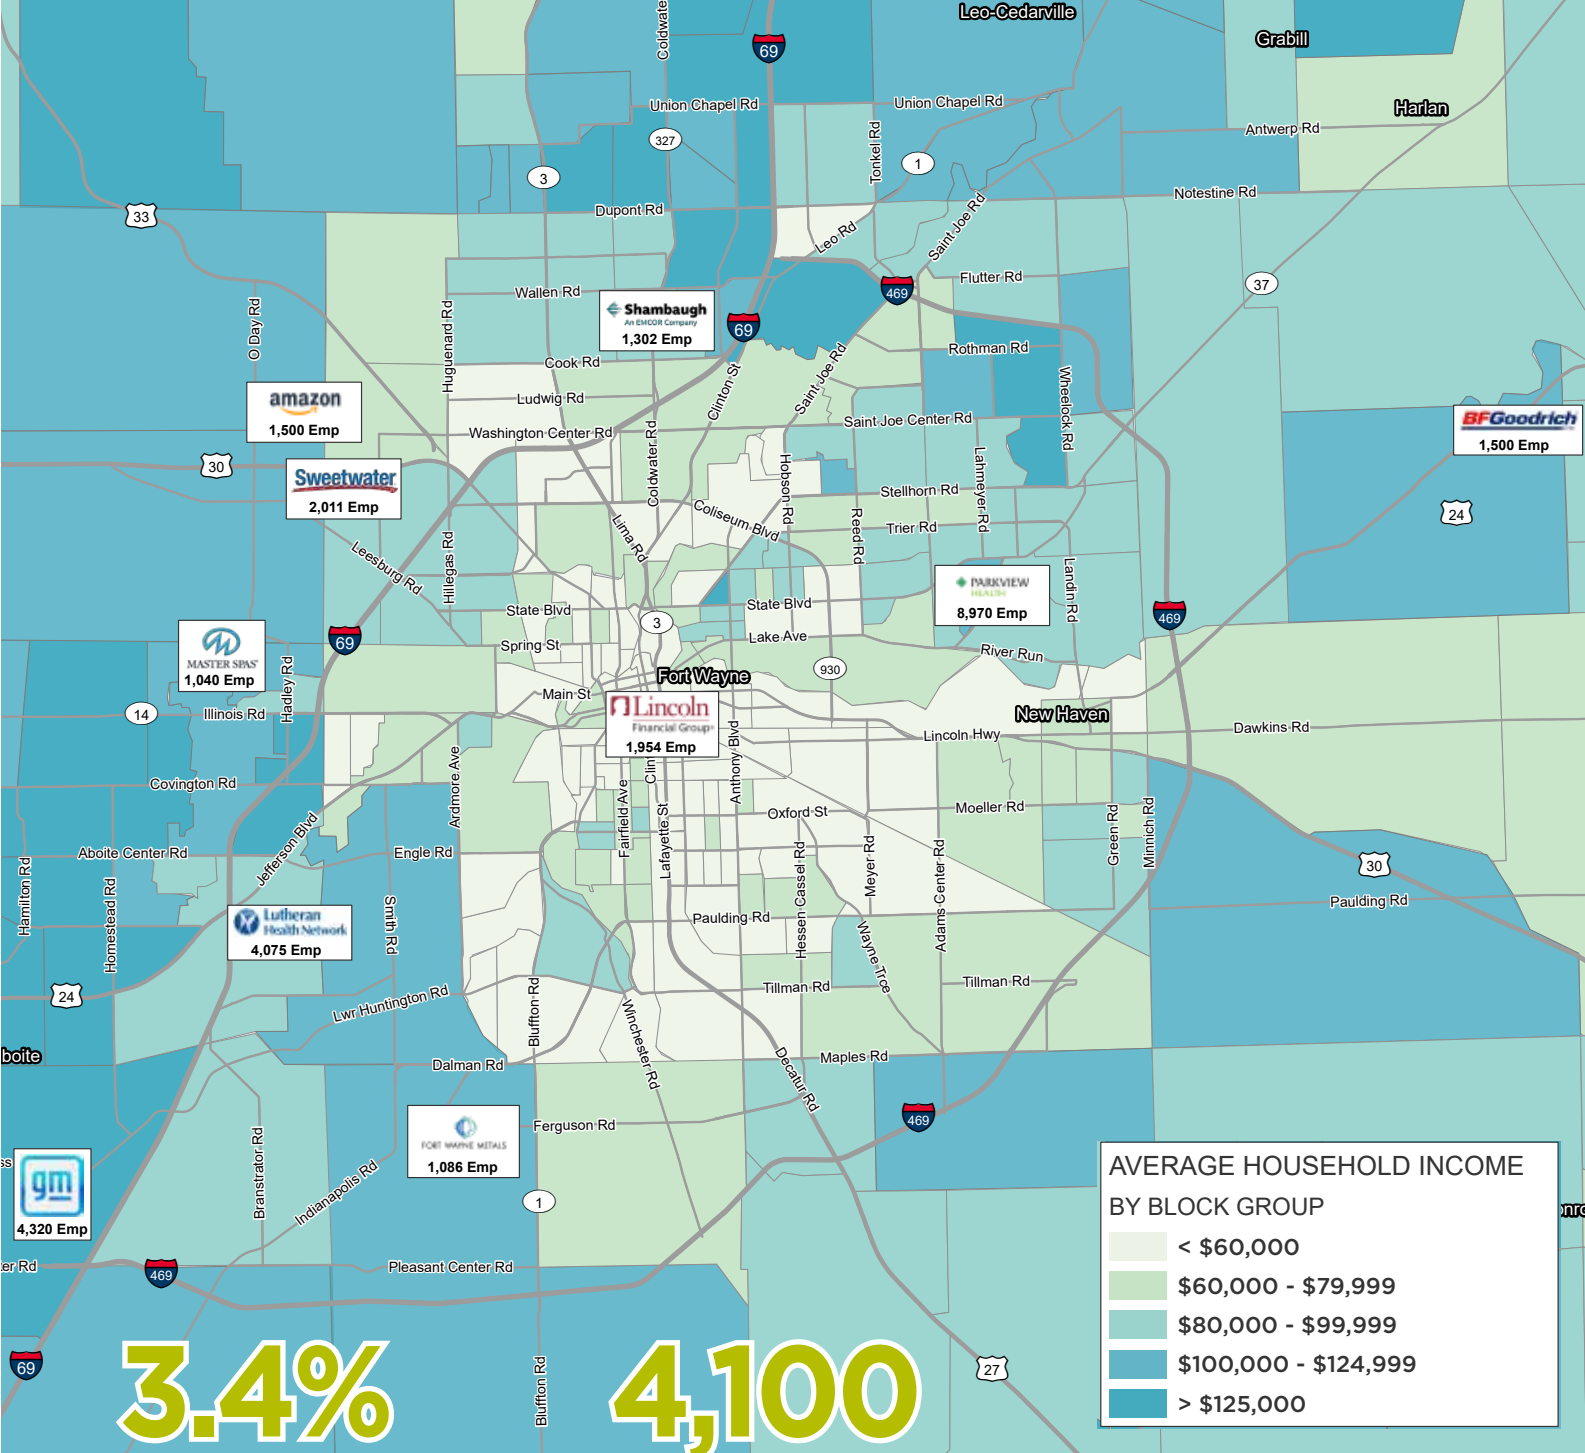 Coldwate
Leo-Cedarville
Grabill
69
Harlan
Union Chapel Rd
Union Chapel Rd
Antwerp Rd
327
Tonkel Rd
1
3
Notestine Rd
33
Dupont Rd
Leo Rd
Saint Joe Rd
Flutter Rd
37
469
Wallen Rd
O Day Rd
Huguenard Rd
Shambaugh
An EMCOR Company
1,302 Emp
69
Cook Rd
Rothman Rd
Saint Joe Rd
Clinton St
Wheelock Rd
amazon
1,500 Emp
Ludwig Rd
Saint Joe Center Rd
BFGoodrich
1,500 Emp
Washington Center Rd
Coldwater Rd
30
Sweetwater
2,011 Emp
Hobson Rd
Lahmeyer Rd
Stellhorn Rd
24
Coliseum Blvd
Trier Rd
Reed Rd
Lima Rd
Leesburg Rd
Hillegas Rd
Landin Rd
PARKVIEW
HEALTH
8,970 Emp
State Blvd
State Blvd
469
3
69
Lake Ave
Spring St
River Run
MASTER SPAS
1,040 Emp
Hadley Rd
930
Fort Wayne
Main St
14
Illinois Rd
Lincoln
Financial Group
1,954 Emp
New Haven
Dawkins Rd
Lincoln Hwy
Anthony Blvd
Clin
Ardmore Ave
Covington Rd
Fairfield Ave
Lafayette St
Oxford St
Moeller Rd
Green Rd
Minnich Rd
Jefferson Blvd
Aboite Center Rd
Engle Rd
Hessen Cassel Rd
Meyer Rd
Adams Center Rd
30
Hamilton Rd
Homestead Rd
Smith Rd
Paulding Rd
Paulding Rd
Lutheran
Health Network
4,075 Emp
Wayne Trce
24
Lwr Huntington Rd
Bluffton Rd
Winchester Rd
Tillman Rd
Tillman Rd
boite
Dalman Rd
Decatur Rd
Maples Rd
FORT WAYNE METALS
1,086 Emp
Ferguson Rd
469
ss
gm
4,320 Emp
Branstrator Rd
Indianapolis Rd
1
AVERAGE HOUSEHOLD INCOME
BY BLOCK GROUP
< $60,000
$60,000 - $79,999
$80,000 - $99,999
$100,000 - $124,999
> $125,000
onro
er Rd
469
Pleasant Center Rd
69
3.4%
4,100
Bluffton Rd
27